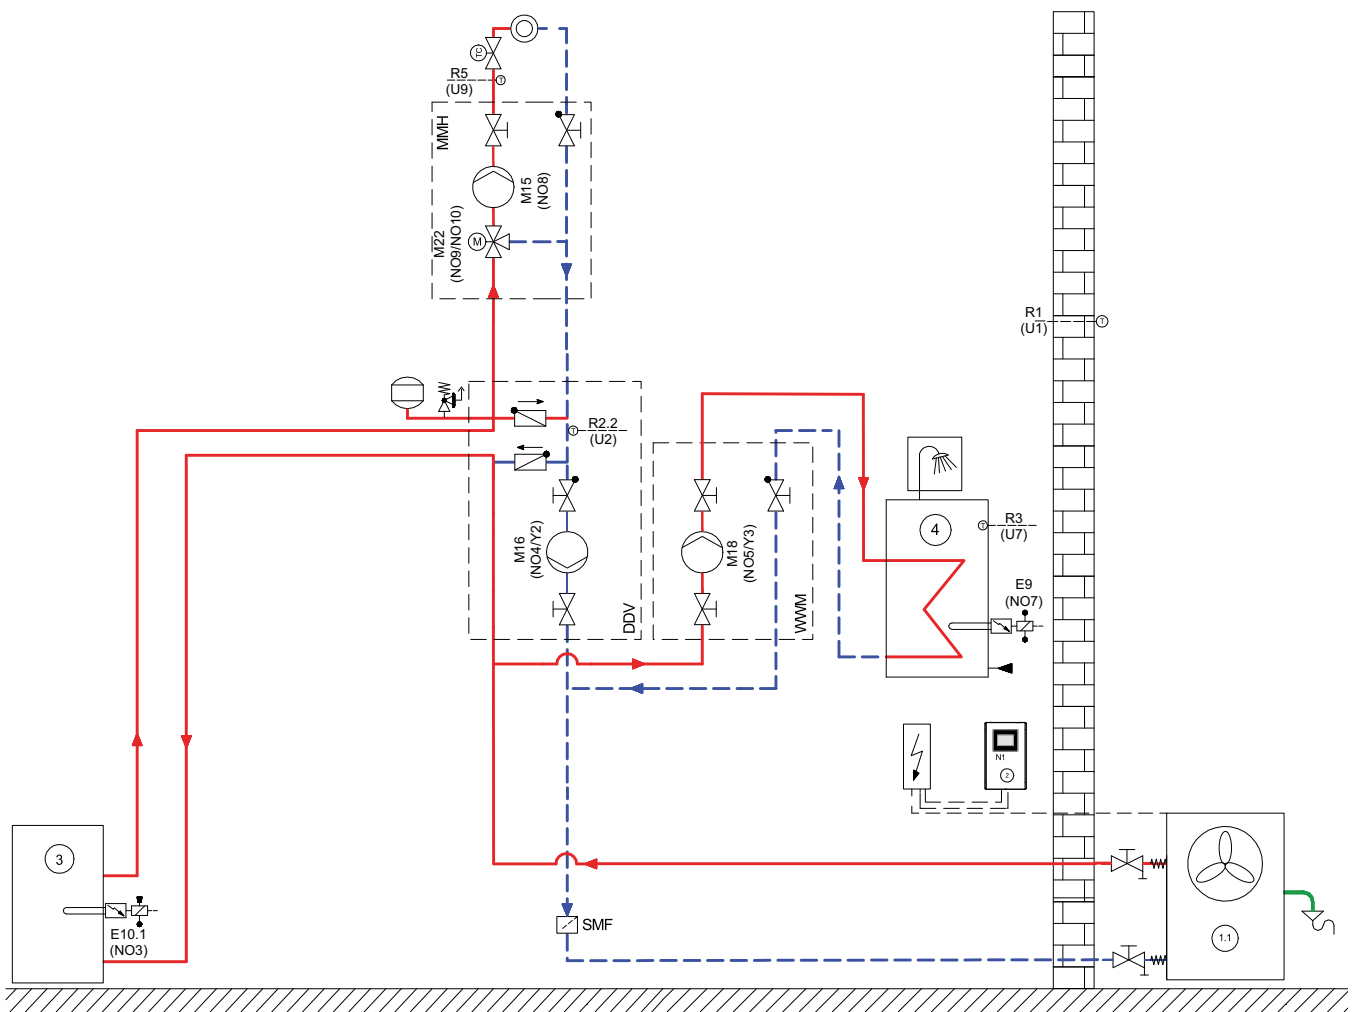 TC
R5
T
(U9)
MMH
M15
(NO8)
M22
(NO9/NO10)
M
R1
(U1)
T
R2.2
T
(U2)
M16
(NO4/Y2)
DDV
M18
(NO5/Y3)
WWM
4
R3
T
(U7)
E9
(NO7)
N1
2
3
E10.1
(NO3)
SMF
1.1